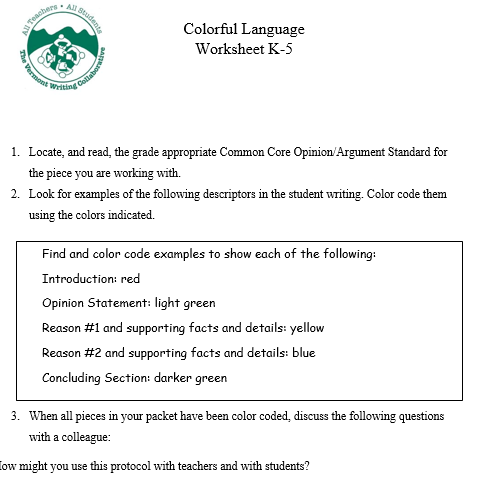 All Teachers • All Students
The Vermont Writing Collaborative
Colorful Language
Worksheet K-5
1. Locate, and read, the grade appropriate Common Core Opinion/Argument Standard for
the piece you are working with.
2. Look for examples of the following descriptors in the student writing. Color code them
using the colors indicated.
Find and color code examples to show each of the following:
Introduction: red
Opinion Statement: light green
Reason #1 and supporting facts and details: yellow
Reason #2 and supporting facts and details: blue
Concluding Section: darker green
3. When all pieces in your packet have been color coded, discuss the following questions
with a colleague:
ow might you use this protocol with teachers and with students?